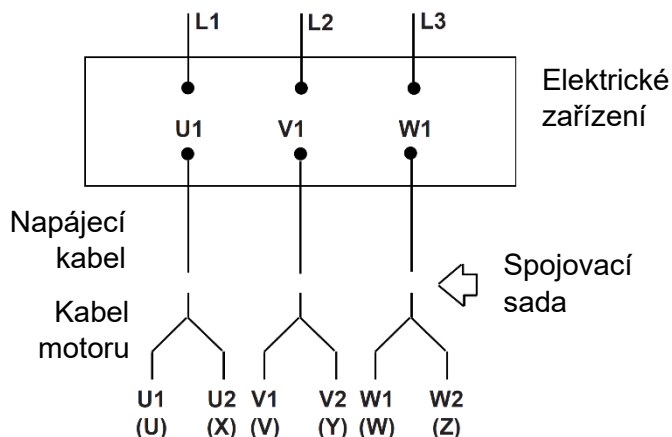 L1 L2 L3
Elektrické
zařízení
U1 V1 W1
Napájecí
kabel
Spojovací
sada
Kabel
motoru
U1 U2 V1 V2 W1 W2
(U) (X) (V) (Y) (W) (Z)